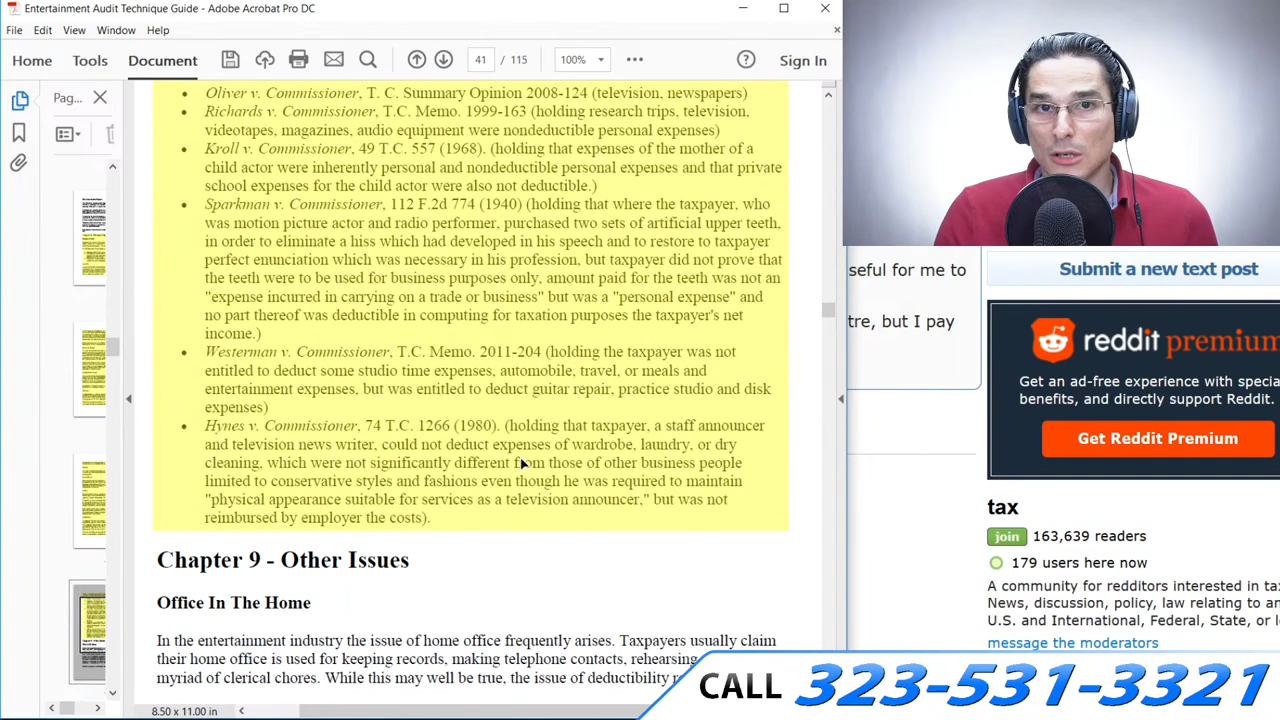 Entertainment Audit Technique Guide - Adobe Acrobat Pro DC
File Edit View Window Help
Home Tools Document 41 / 115 100% Sign In
Pag...
Oliver v. Commissioner, T. C. Summary Opinion 2008-124 (television, newspapers)
Richards v. Commissioner, T.C. Memo. 1999-163 (holding research trips, television,
videotapes, magazines, audio equipment were nondeductible personal expenses)
Kroll v. Commissioner, 49 T.C. 557 (1968). (holding that expenses of the mother of a
child actor were inherently personal and nondeductible personal expenses and that private
school expenses for the child actor were also not deductible.)
Sparkman v. Commissioner, 112 F.2d 774 (1940) (holding that where the taxpayer, who
was motion picture actor and radio performer, purchased two sets of artificial upper teeth,
in order to eliminate a hiss which had developed in his speech and to restore to taxpayer
perfect enunciation which was necessary in his profession, but taxpayer did not prove that
the teeth were to be used for business purposes only, amount paid for the teeth was not an
"expense incurred in carrying on a trade or business" but was a "personal expense" and
no part thereof was deductible in computing for taxation purposes the taxpayer's net
income.)
Westerman v. Commissioner, T.C. Memo. 2011-204 (holding the taxpayer was not
entitled to deduct some studio time expenses, automobile, travel, or meals and
entertainment expenses, but was entitled to deduct guitar repair, practice studio and disk
expenses)
Hynes v. Commissioner, 74 T.C. 1266 (1980). (holding that taxpayer, a staff announcer
and television news writer, could not deduct expenses of wardrobe, laundry, or dry
cleaning, which were not significantly different from those of other business people
limited to conservative styles and fashions even though he was required to maintain
"physical appearance suitable for services as a television announcer," but was not
reimbursed by employer the costs).
Chapter 9 - Other Issues
Office In The Home
In the entertainment industry the issue of home office frequently arises. Taxpayers usually claim
their home office is used for keeping records, making telephone contacts, rehearsing
myriad of clerical chores. While this may well be true, the issue of deductibility
8.50 x 11.00 in
seful for me to
tre, but I pay
Submit a new text post
reddit premium
Get an ad-free experience with specia
benefits, and directly support Reddit.
Get Reddit Premium
tax
join 163,639 readers
179 users here now
A community for redditors interested in ta
News, discussion, policy, law relating to an
U.S. and International, Federal, State, or
message the moderators
CALL 323-531-3321